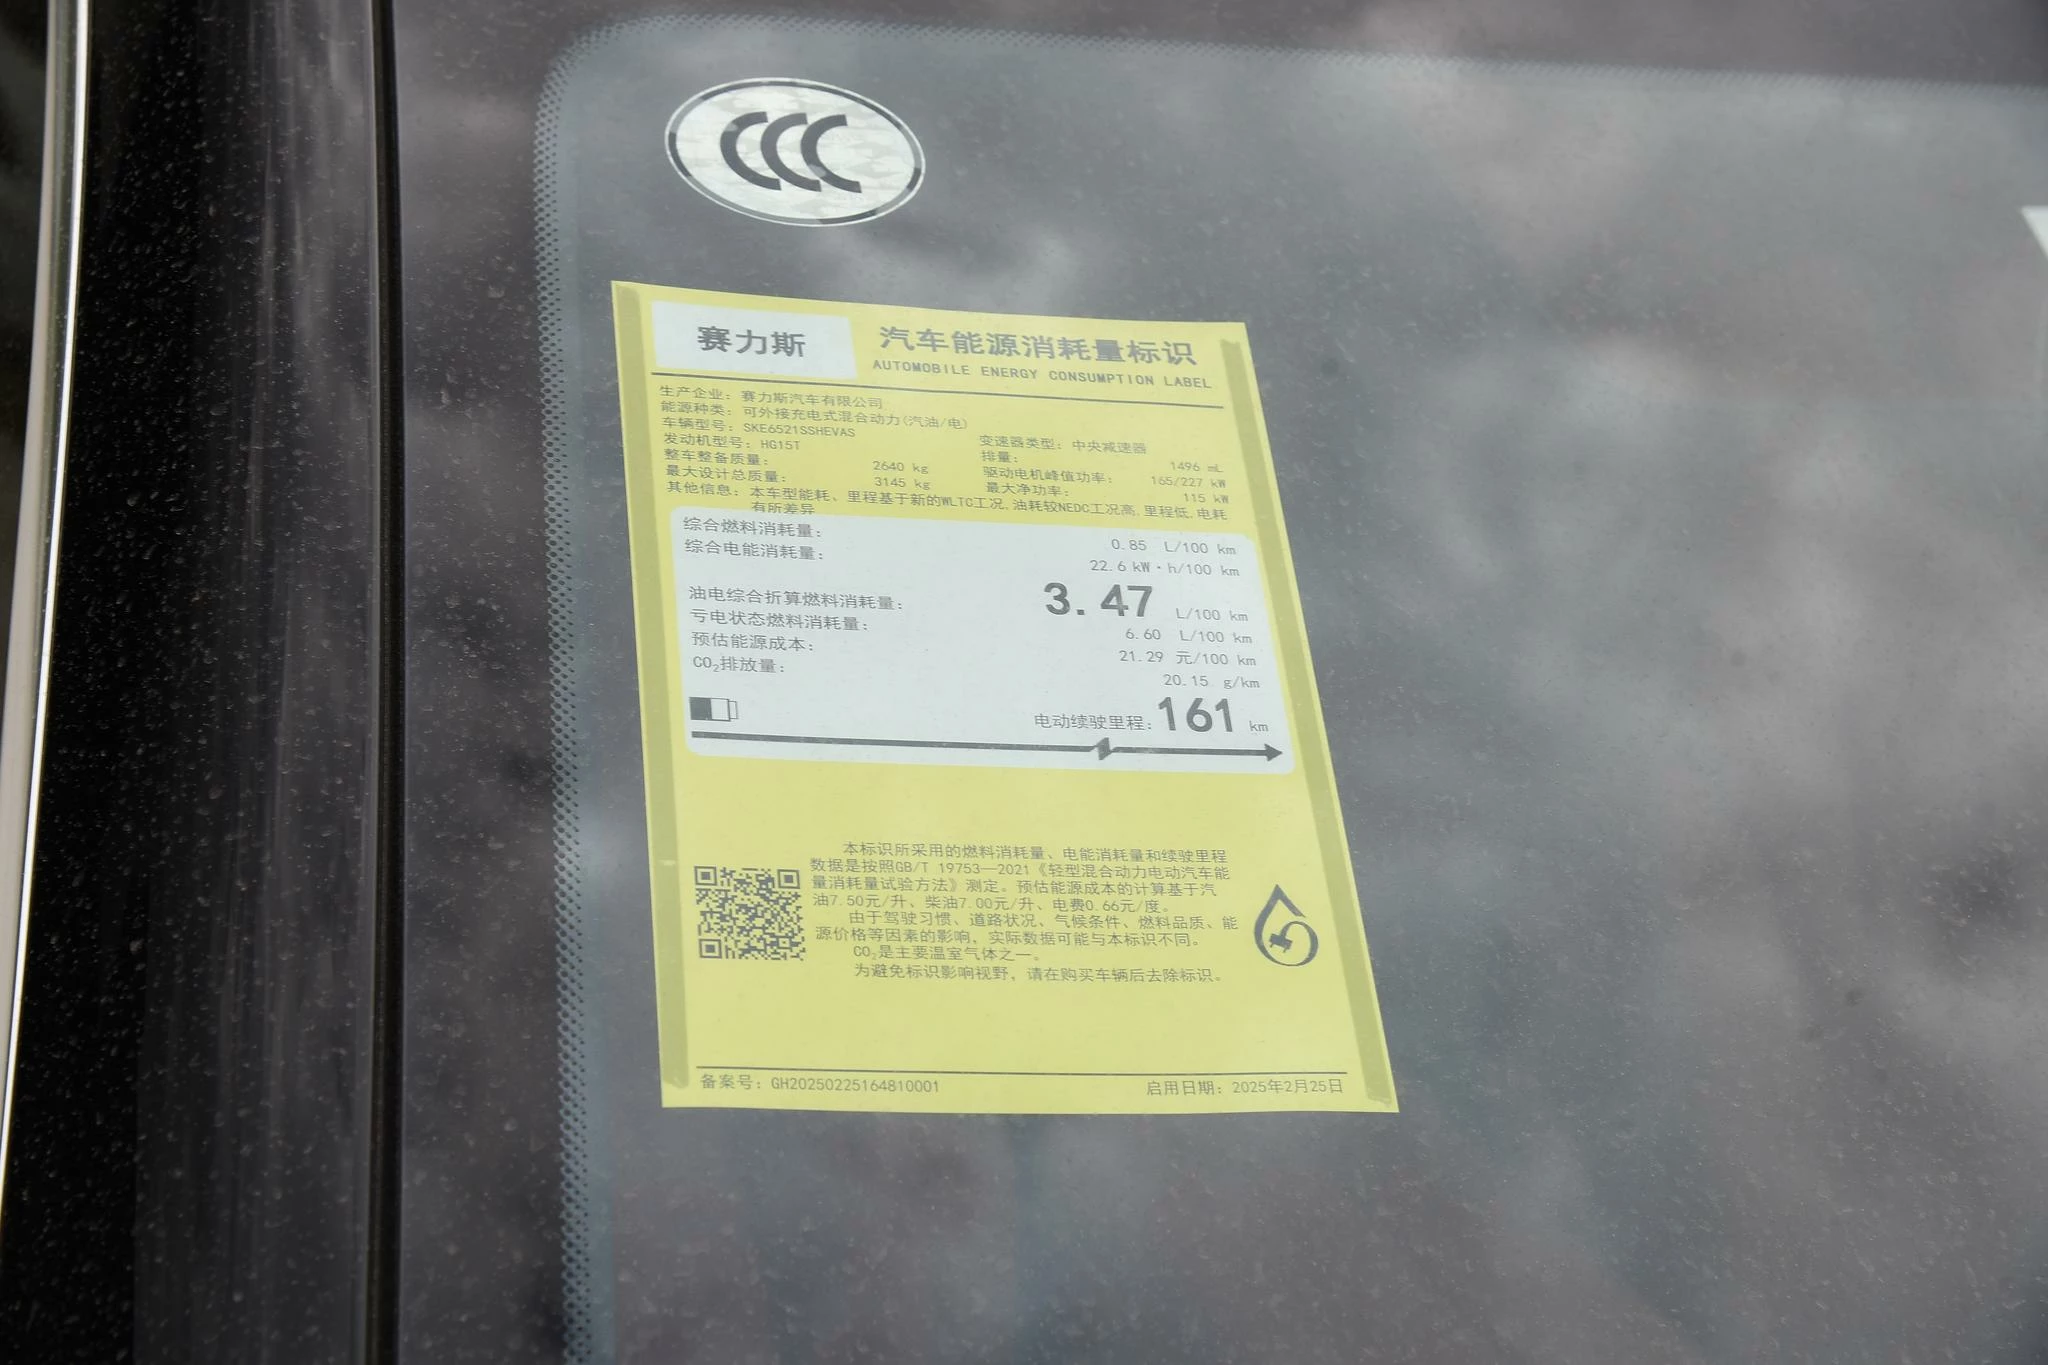 CCC
赛力斯
汽车能源消耗量标识
AUTOMOBILE ENERGY CONSUMPTION LABEL
生产企业：赛力斯汽车有限公司
能源种类：可外接充电式混合动力(汽油/电)
车辆型号：SKE6521SSHEVAS
变速器类型：中央减速器
发动机型号：HG15T
排量： 1496 mL
整车整备质量： 2640 kg
驱动电机峰值功率： 165/227 kW
最大设计总质量： 3145 kg
最大净功率： 115 kW
其他信息：本车型能耗、里程基于新的WLTC工况,油耗较NEDC工况高,里程低,电耗
有所差异
综合燃料消耗量： 0.85 L/100 km
综合电能消耗量： 22.6 kW·h/100 km
油电综合折算燃料消耗量： 3.47 L/100 km
亏电状态燃料消耗量： 6.60 L/100 km
预估能源成本： 21.29 元/100 km
CO₂排放量： 20.15 g/km
电动续驶里程：161 km
本标识所采用的燃料消耗量、电能消耗量和续驶里程
数据是按照GB/T 19753—2021《轻型混合动力电动汽车能
量消耗量试验方法》测定。预估能源成本的计算基于汽
油7.50元/升、柴油7.00元/升、电费0.66元/度。
由于驾驶习惯、道路状况、气候条件、燃料品质、能
源价格等因素的影响，实际数据可能与本标识不同。
CO₂是主要温室气体之一。
为避免标识影响视野，请在购买车辆后去除标识。
备案号：GH20250225164810001
启用日期：2025年2月25日